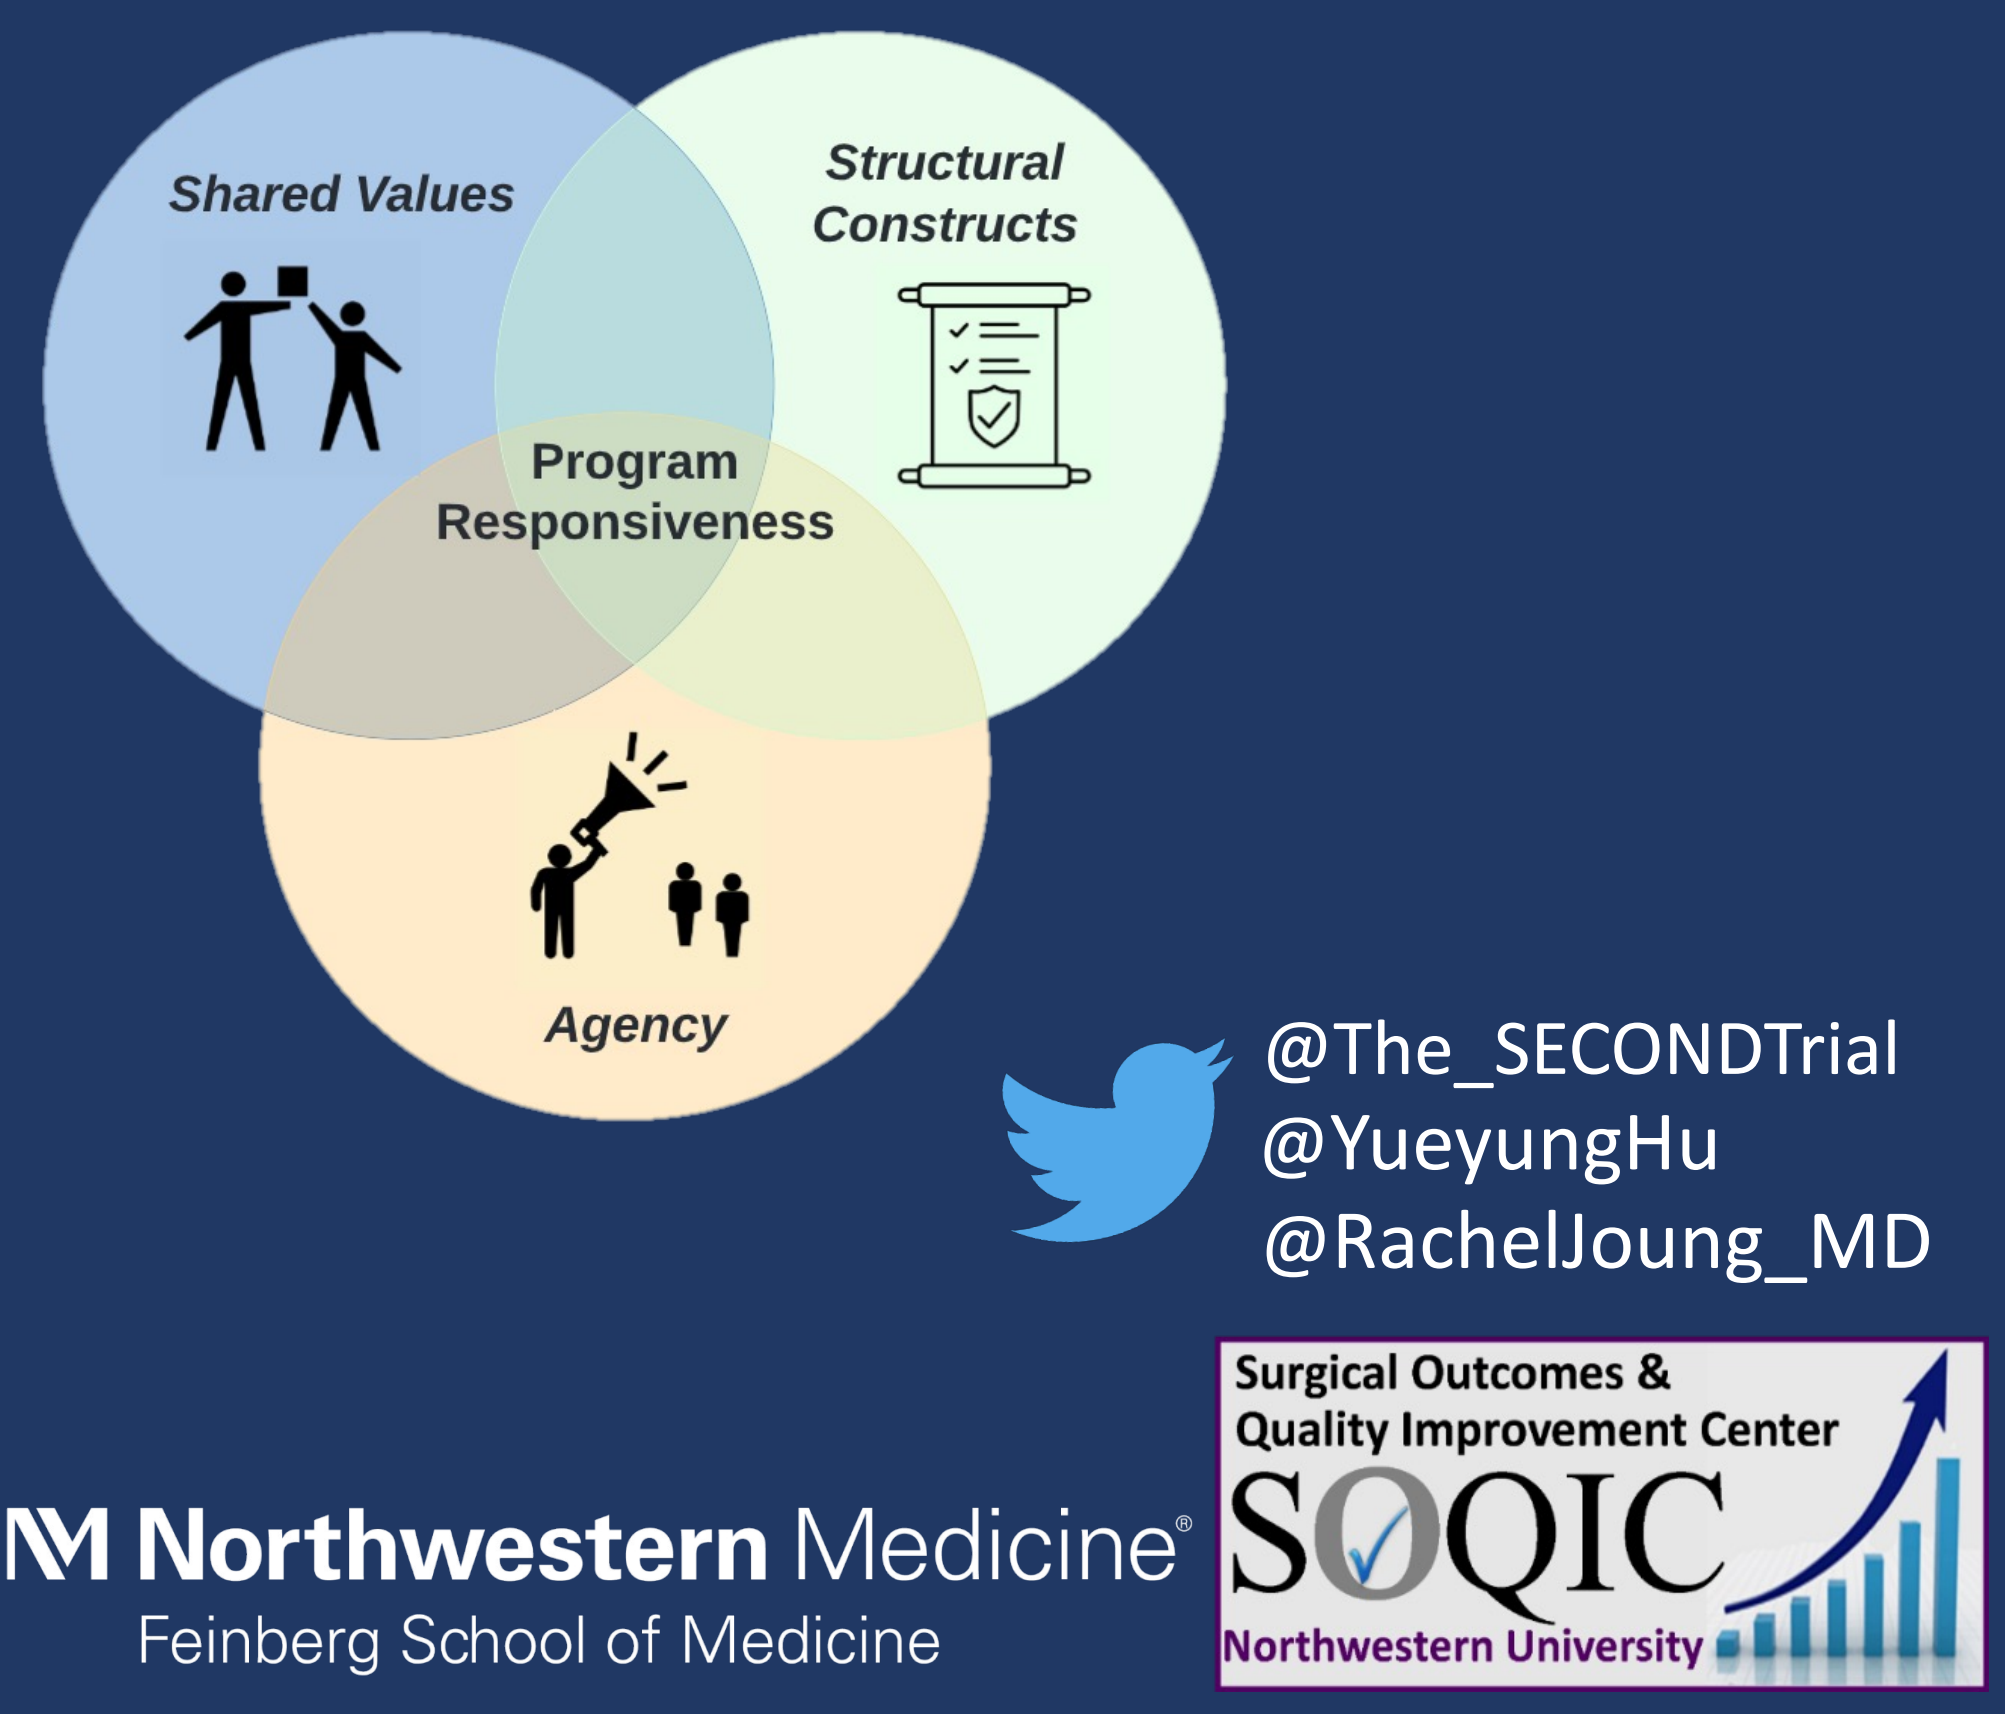 Shared Values
Structural
Constructs
Program
Responsiveness
Agency
@The_SECONDTrial
@YueyungHu
@RachelJoung_MD
NM Northwestern Medicine®
Feinberg School of Medicine
Surgical Outcomes &
Quality Improvement Center
SOQIC
Northwestern University